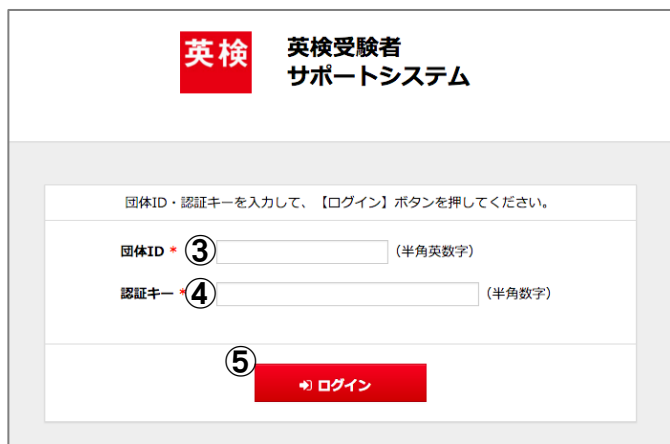 英検
英検受験者
サポートシステム
団体ID・認証キーを入力して、【ログイン】ボタンを押してください。
団体ID * ③ (半角英数字)
認証キー * ④ (半角数字)
⑤
ログイン